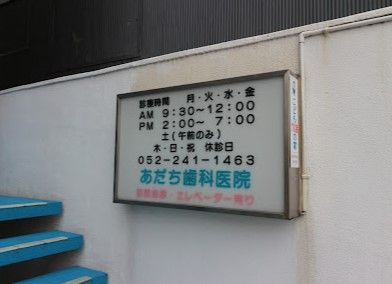 診療時間 月・火・水・金
AM 9:30~12:00
PM 2:00~ 7:00
土(午前のみ)
木・日・祝 休診日
052-241-1463
あだち歯科医院
・エレベーター有り